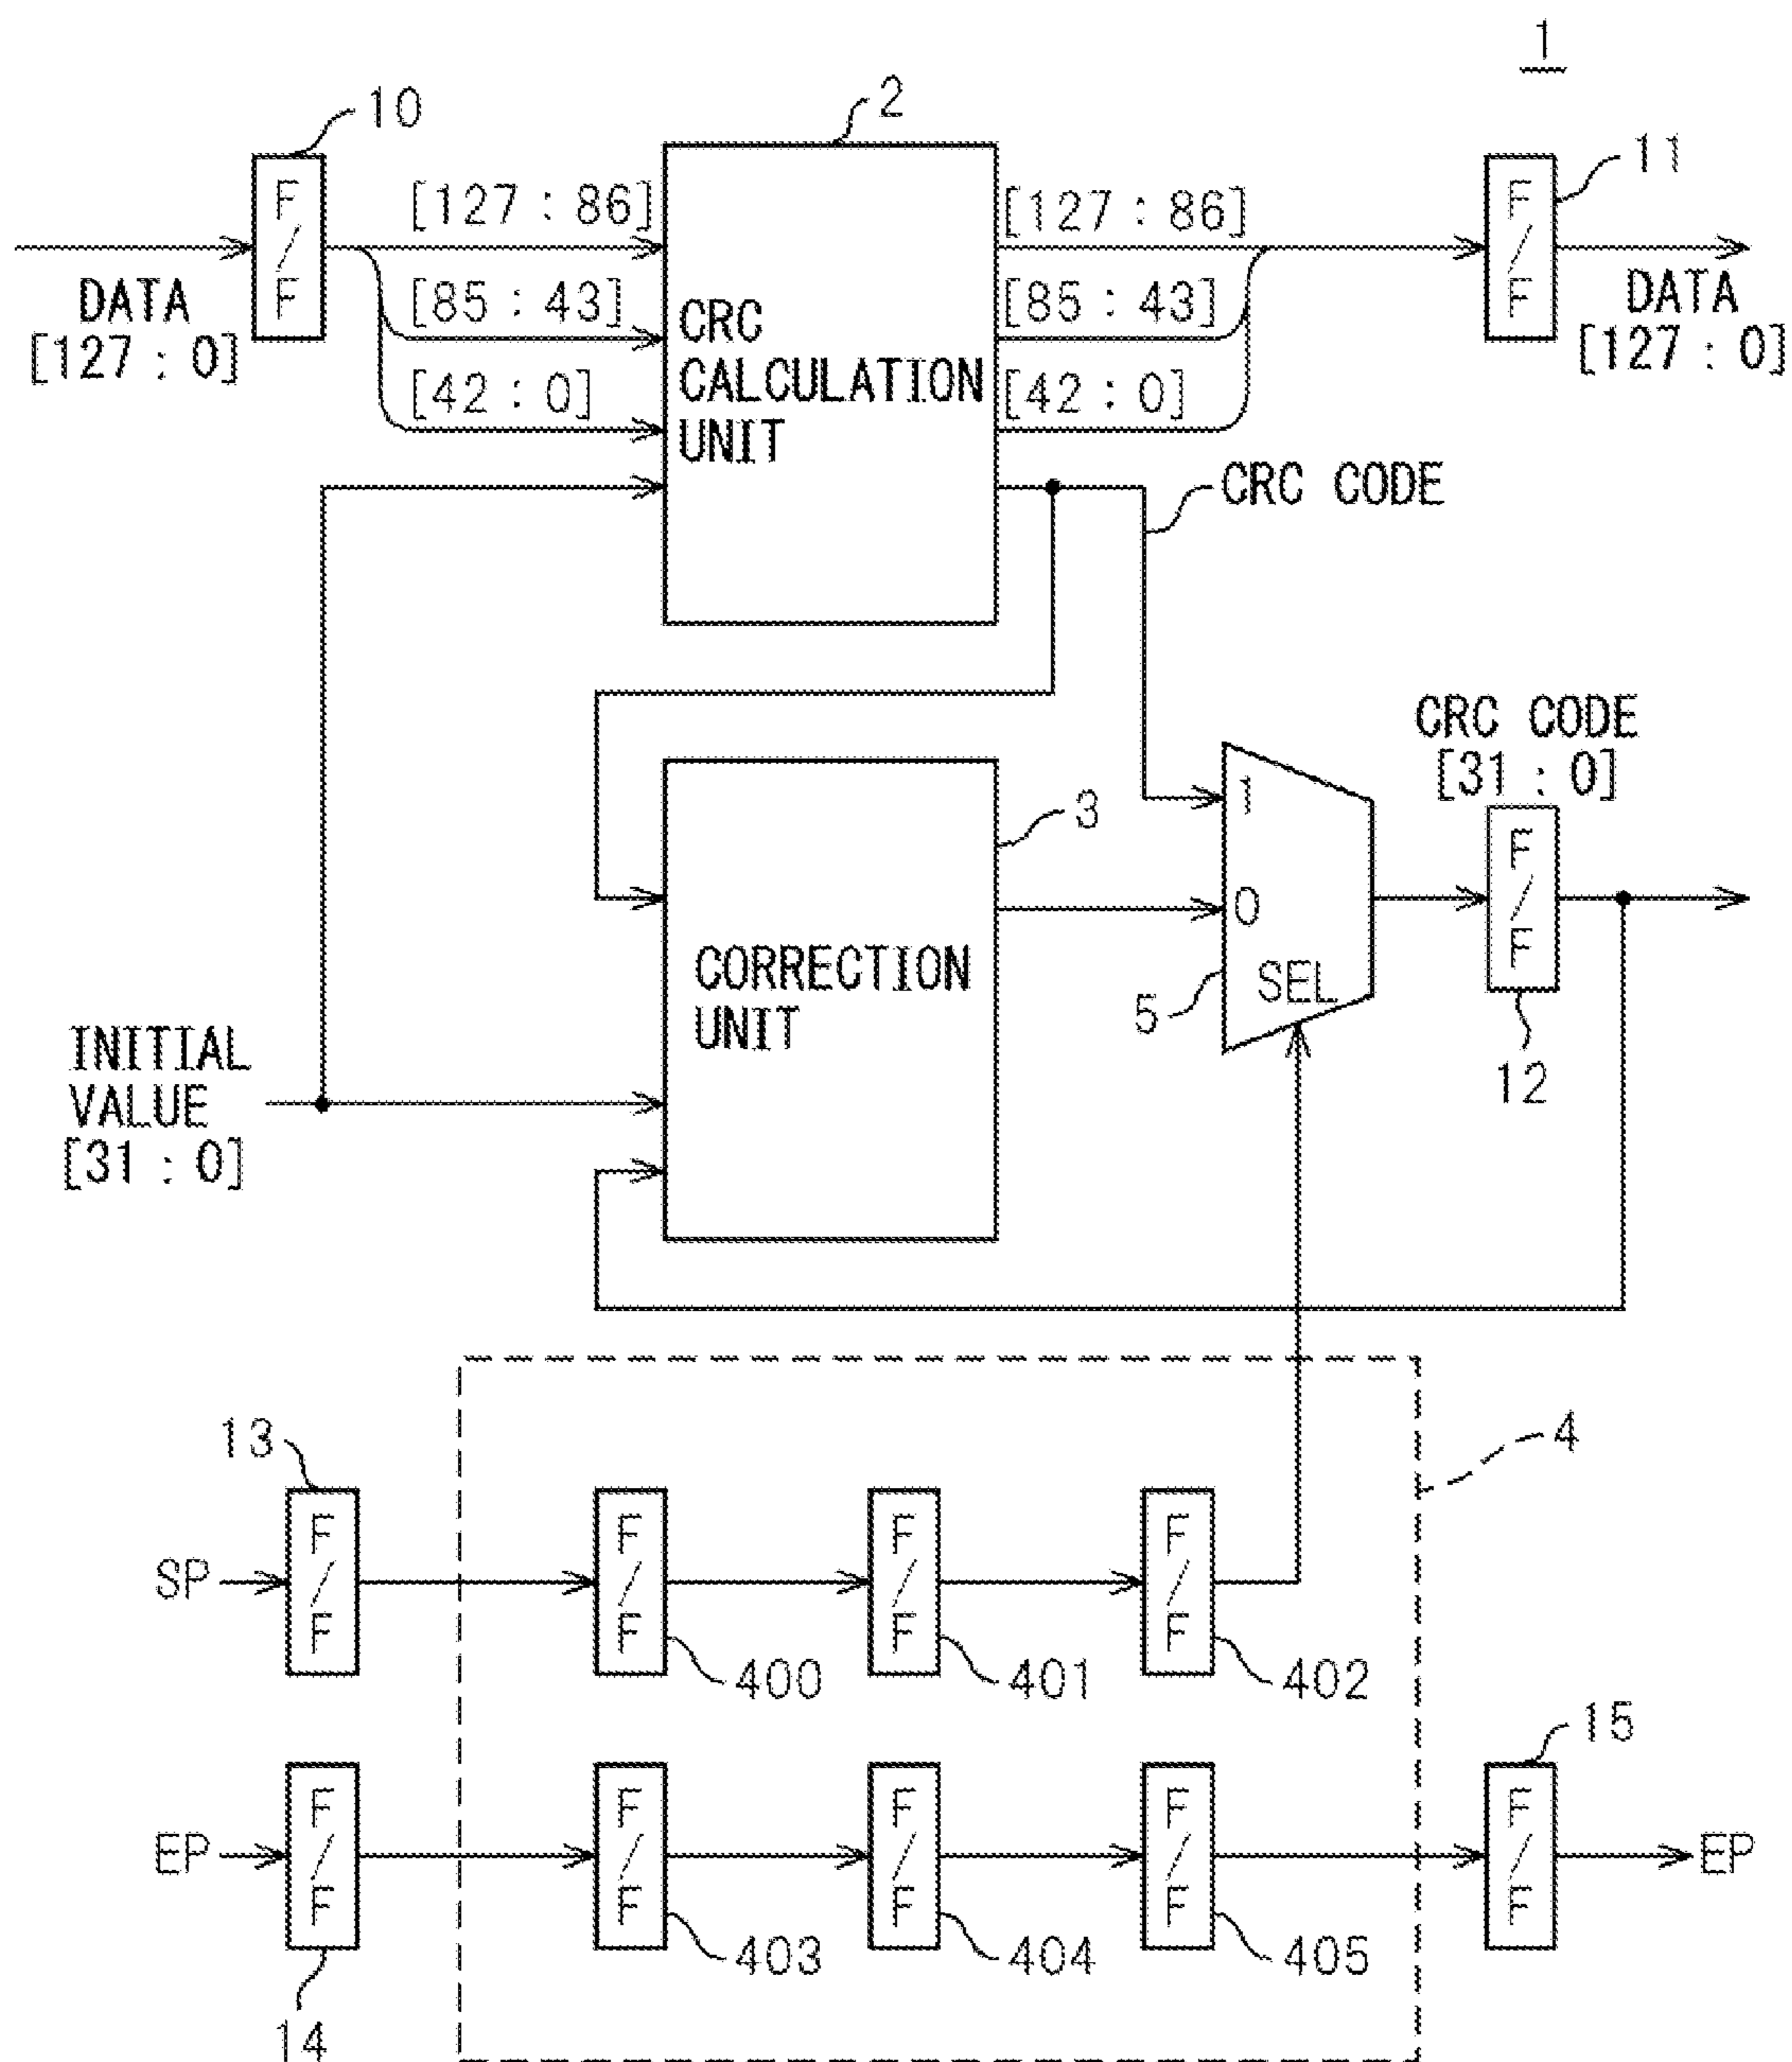 1
10
2
11
F/F
[127 : 86]
[127 : 86]
F/F
DATA
[127 : 0]
[85 : 43]
CRC
CALCULATION
UNIT
[85 : 43]
DATA
[127 : 0]
[42 : 0]
[42 : 0]
CRC CODE
CRC CODE
[31 : 0]
3
1
0
SEL
5
F/F
12
CORRECTION
UNIT
INITIAL
VALUE
[31 : 0]
4
13
SP
F/F
F/F
400
F/F
401
F/F
402
15
EP
F/F
14
F/F
403
F/F
404
F/F
405
F/F
EP